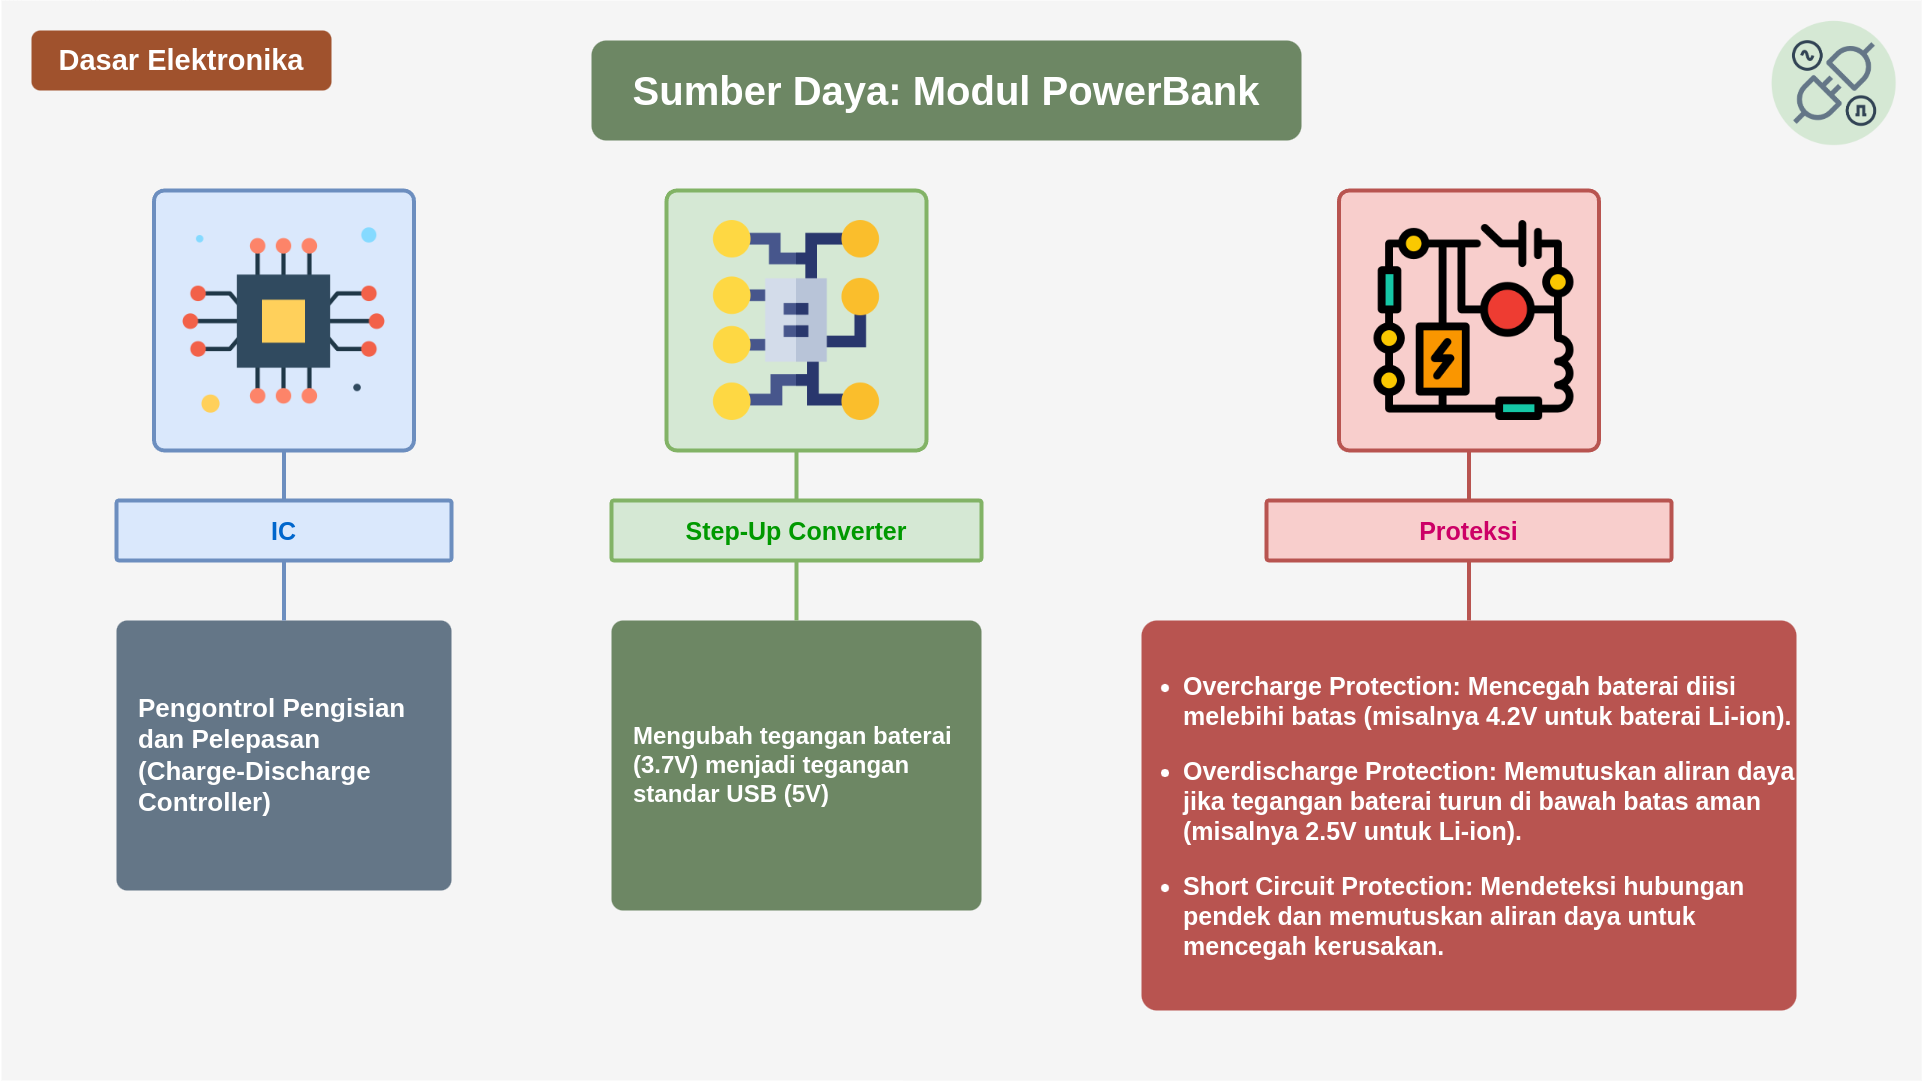 Dasar Elektronika
Sumber Daya: Modul PowerBank
IC
Pengontrol Pengisian
dan Pelepasan
(Charge-Discharge
Controller)
Step-Up Converter
Mengubah tegangan baterai
(3.7V) menjadi tegangan
standar USB (5V)
Proteksi
• Overcharge Protection: Mencegah baterai diisi
melebihi batas (misalnya 4.2V untuk baterai Li-ion).
• Overdischarge Protection: Memutuskan aliran daya
jika tegangan baterai turun di bawah batas aman
(misalnya 2.5V untuk Li-ion).
• Short Circuit Protection: Mendeteksi hubungan
pendek dan memutuskan aliran daya untuk
mencegah kerusakan.